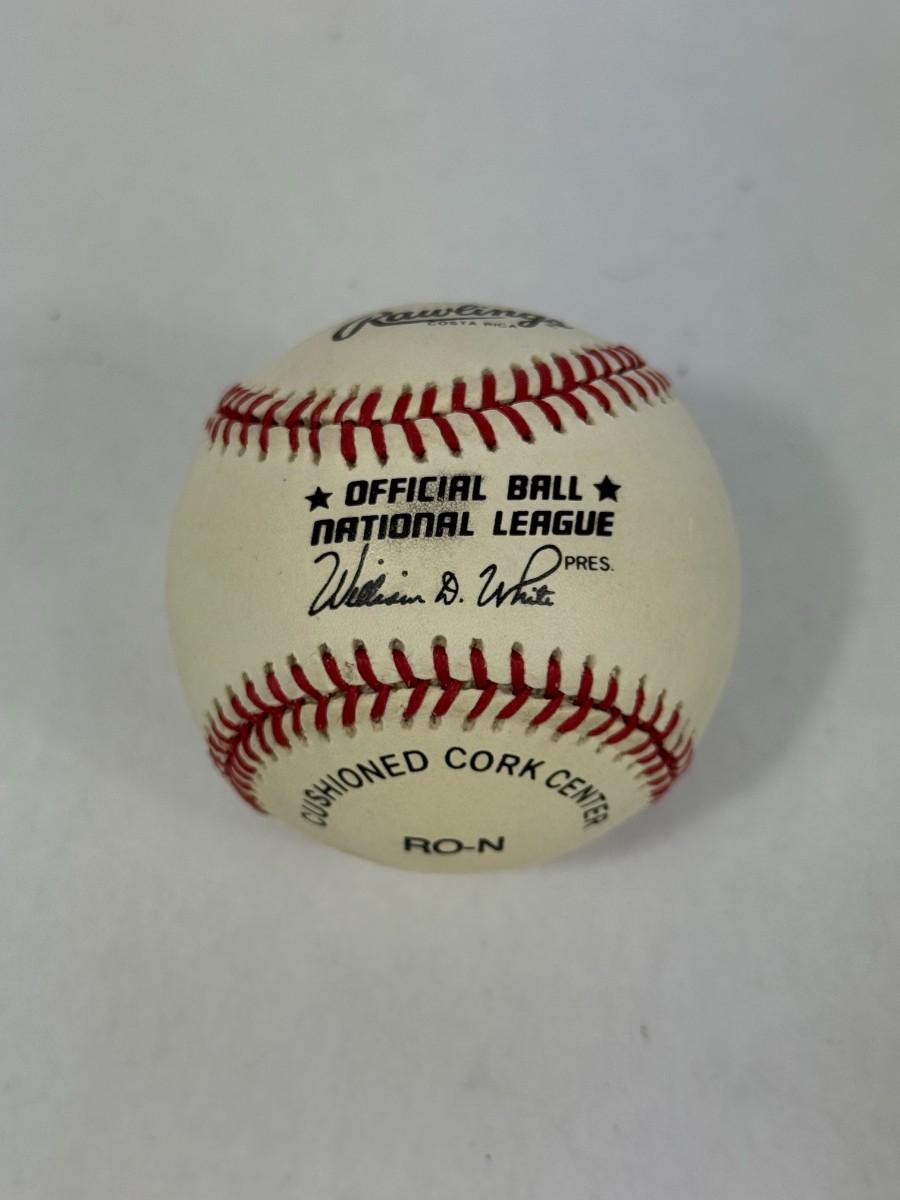 Rawlings
COSTA RICA
★ OFFICIAL BALL ★
NATIONAL LEAGUE
William D. White PRES.
CUSHIONED CORK CENTER
RO-N